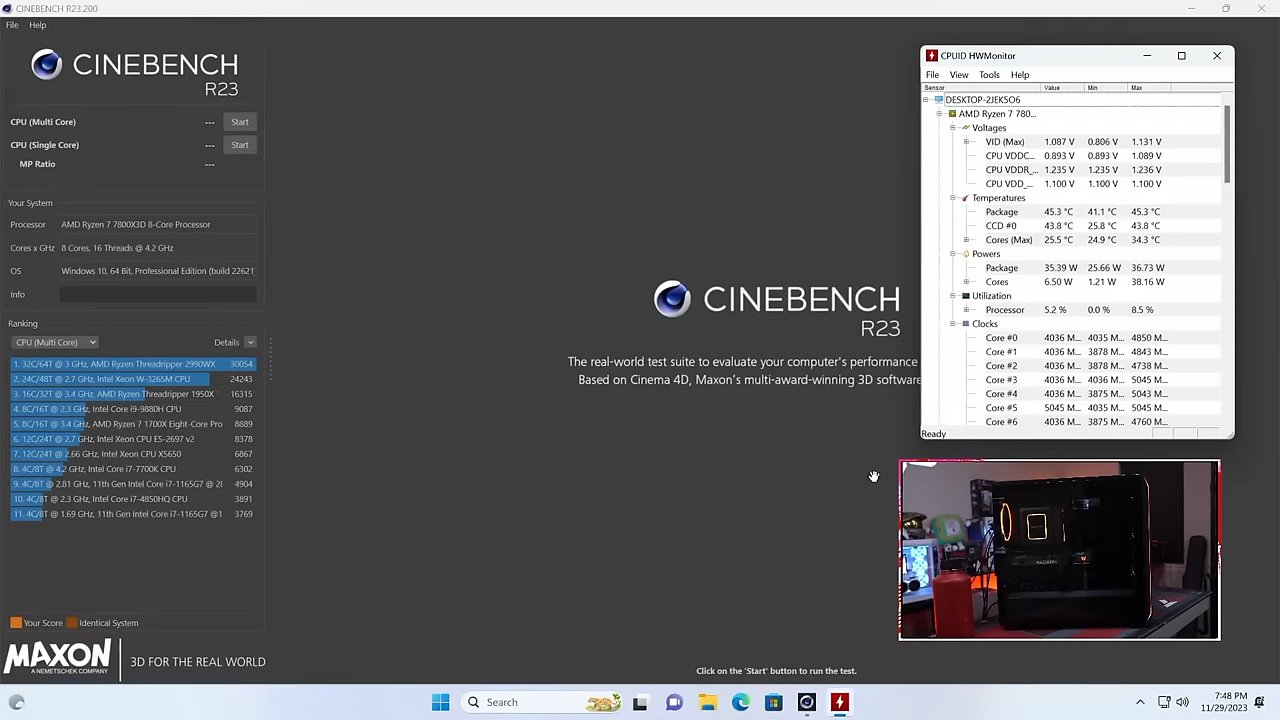 CINEBENCH R23.200
File Help
CINEBENCH
R23
CPU (Multi Core) --- Start
CPU (Single Core) --- Start
MP Ratio ---
Your System
Processor AMD Ryzen 7 7800X3D 8-Core Processor
Cores x GHz 8 Cores, 16 Threads @ 4.2 GHz
OS Windows 10, 64 Bit, Professional Edition (build 22621
Info
Ranking
CPU (Multi Core) Details
1. 32C/64T @ 3 GHz, AMD Ryzen Threadripper 2990WX 30054
2. 24C/48T @ 2.7 GHz, Intel Xeon W-3265M CPU 24243
3. 16C/32T @ 3.4 GHz, AMD Ryzen Threadripper 1950X 16315
4. 8C/16T @ 2.3 GHz, Intel Core i9-9880H CPU 9087
5. 8C/16T @ 3.4 GHz, AMD Ryzen 7 1700X Eight-Core Pro 8889
6. 12C/24T @ 2.7 GHz, Intel Xeon CPU E5-2697 v2 8378
7. 12C/24T @ 2.66 GHz, Intel Xeon CPU X5650 6867
8. 4C/8T @ 4.2 GHz, Intel Core i7-7700K CPU 6302
9. 4C/8T @ 2.81 GHz, 11th Gen Intel Core i7-1165G7 @ 28 4904
10. 4C/8T @ 2.3 GHz, Intel Core i7-4850HQ CPU 3891
11. 4C/8T @ 1.69 GHz, 11th Gen Intel Core i7-1165G7 @1 3769
Your Score Identical System
MAXON
A NEMETSCHEK COMPANY
3D FOR THE REAL WORLD
CINEBENCH
R23
The real-world test suite to evaluate your computer's performance
Based on Cinema 4D, Maxon's multi-award-winning 3D software
Click on the 'Start' button to run the test.
CPUID HWMonitor
File View Tools Help
Sensor Value Min Max
DESKTOP-2JEK5O6
AMD Ryzen 7 780...
Voltages
VID (Max) 1.087 V 0.806 V 1.131 V
CPU VDDC... 0.893 V 0.893 V 1.089 V
CPU VDDR_... 1.235 V 1.235 V 1.236 V
CPU VDD_... 1.100 V 1.100 V 1.100 V
Temperatures
Package 45.3 °C 41.1 °C 45.3 °C
CCD #0 43.8 °C 25.8 °C 43.8 °C
Cores (Max) 25.5 °C 24.9 °C 34.3 °C
Powers
Package 35.39 W 25.66 W 36.73 W
Cores 6.50 W 1.21 W 38.16 W
Utilization
Processor 5.2 % 0.0 % 8.5 %
Clocks
Core #0 4036 M... 4035 M... 4850 M...
Core #1 4036 M... 3878 M... 4843 M...
Core #2 4036 M... 3878 M... 4738 M...
Core #3 4036 M... 4036 M... 5045 M...
Core #4 4036 M... 3875 M... 5043 M...
Core #5 5045 M... 4035 M... 5045 M...
Core #6 4036 M... 3875 M... 4760 M...
Ready
RADEON
Search
7:48 PM
11/29/2023